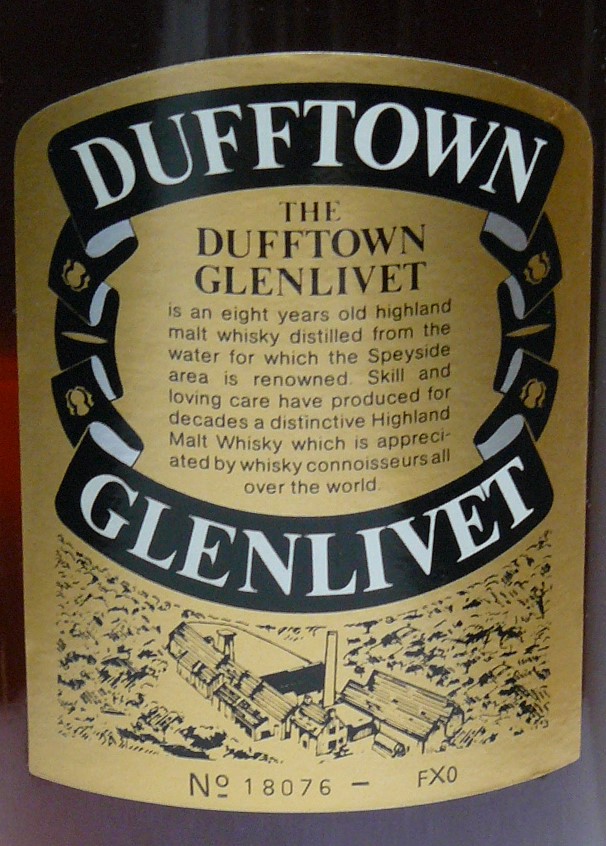 DUFFTOWN
THE
DUFFTOWN
GLENLIVET
is an eight years old highland
malt whisky distilled from the
water for which the Speyside
area is renowned. Skill and
loving care have produced for
decades a distinctive Highland
Malt Whisky which is appreci-
ated by whisky connoisseurs all
over the world.
GLENLIVET
Nº 18076 – FX0